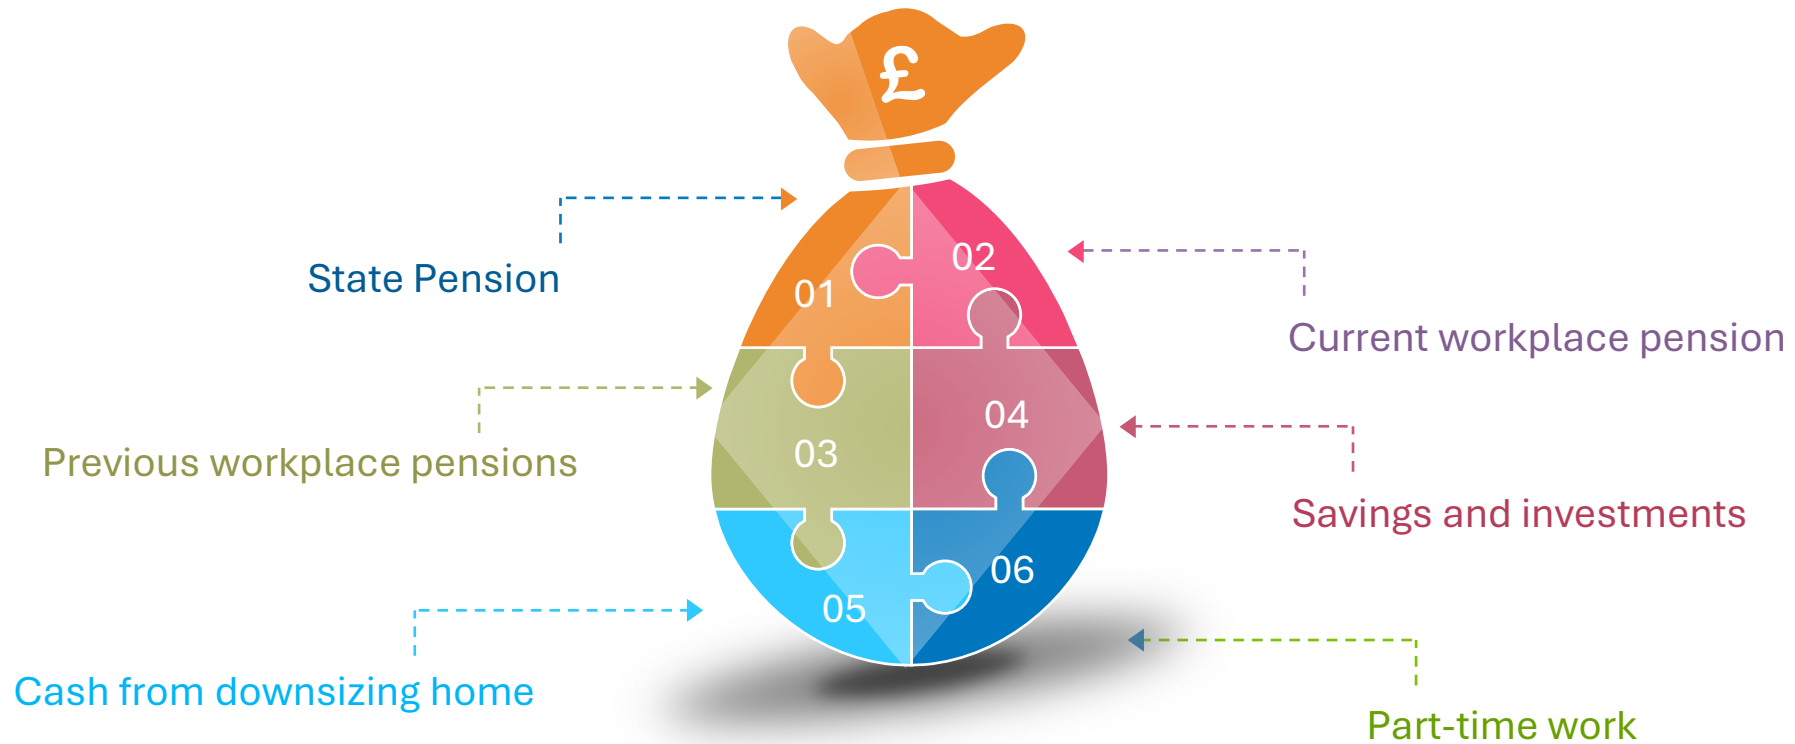 £
State Pension
01
02
Current workplace pension
Previous workplace pensions
03
04
Savings and investments
Cash from downsizing home
05
06
Part-time work